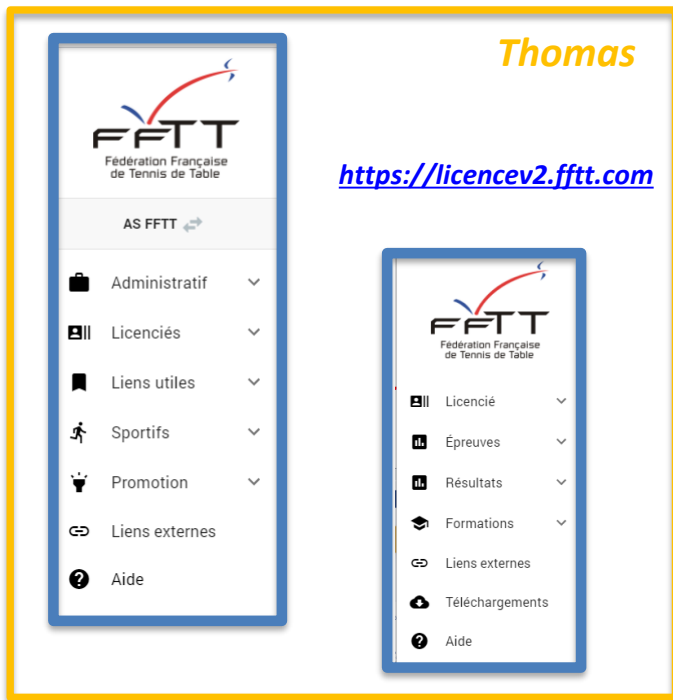 Thomas
https://licencev2.fftt.com
FFTT
Fédération Française
de Tennis de Table
AS FFTT
Administratif
Licenciés
Liens utiles
Sportifs
Promotion
Liens externes
Aide
FFTT
Fédération Française
de Tennis de Table
Licencié
Épreuves
Résultats
Formations
Liens externes
Téléchargements
Aide